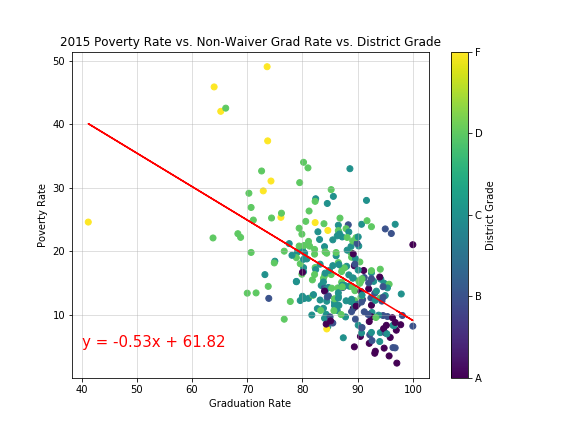 2015 Poverty Rate vs. Non-Waiver Grad Rate vs. District Grade
50
40
30
20
10
Poverty Rate
y = -0.53x + 61.82
40 50 60 70 80 90 100
Graduation Rate
F
D
C
B
A
District Grade